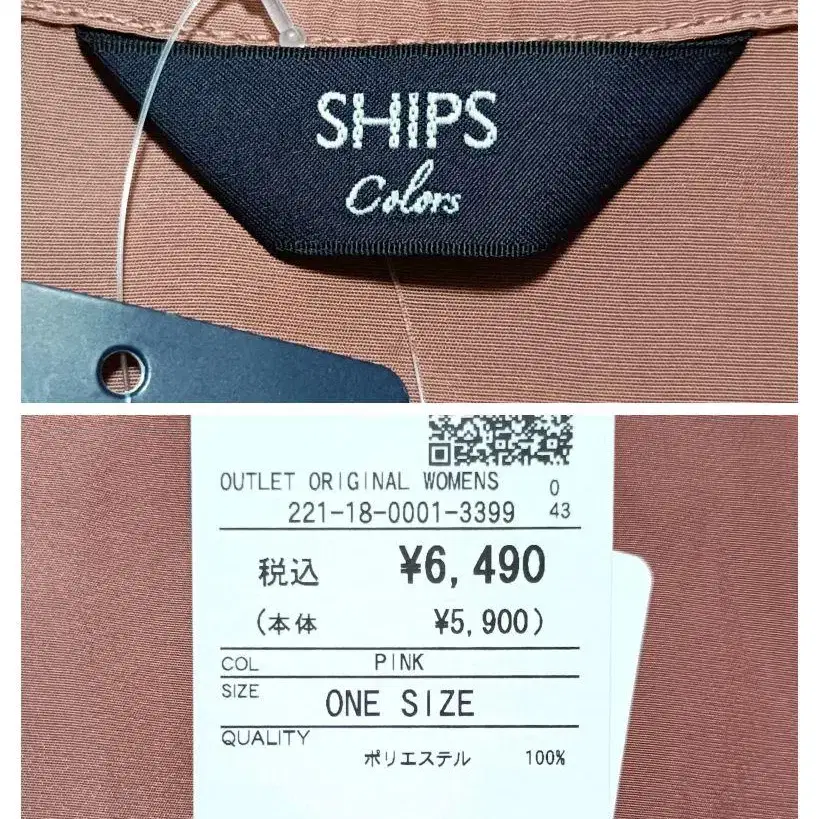 SHIPS
Colors
OUTLET ORIGINAL WOMENS 0
221-18-0001-3399 43
税込 ¥6,490
(本体 ¥5,900)
COL PINK
SIZE ONE SIZE
QUALITY
ポリエステル 100%